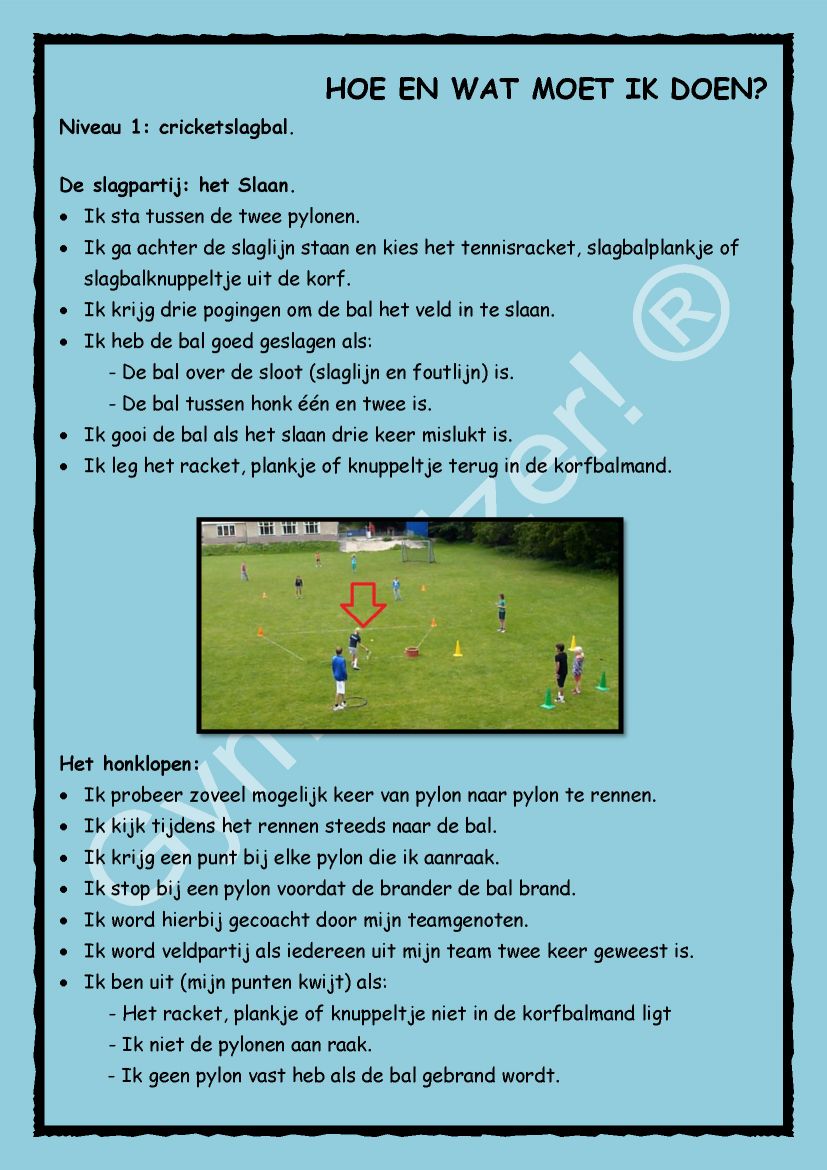 HOE EN WAT MOET IK DOEN?
Niveau 1: cricketslagbal.
De slagpartij: het Slaan.
• Ik sta tussen de twee pylonen.
• Ik ga achter de slaglijn staan en kies het tennisracket, slagbalplankje of
slagbalknuppeltje uit de korf.
• Ik krijg drie pogingen om de bal het veld in te slaan.
• Ik heb de bal goed geslagen als:
- De bal over de sloot (slaglijn en foutlijn) is.
- De bal tussen honk één en twee is.
• Ik gooi de bal als het slaan drie keer mislukt is.
• Ik leg het racket, plankje of knuppeltje terug in de korfbalmand.
Het honklopen:
• Ik probeer zoveel mogelijk keer van pylon naar pylon te rennen.
• Ik kijk tijdens het rennen steeds naar de bal.
• Ik krijg een punt bij elke pylon die ik aanraak.
• Ik stop bij een pylon voordat de brander de bal brand.
• Ik word hierbij gecoacht door mijn teamgenoten.
• Ik word veldpartij als iedereen uit mijn team twee keer geweest is.
• Ik ben uit (mijn punten kwijt) als:
- Het racket, plankje of knuppeltje niet in de korfbalmand ligt
- Ik niet de pylonen aan raak.
- Ik geen pylon vast heb als de bal gebrand wordt.